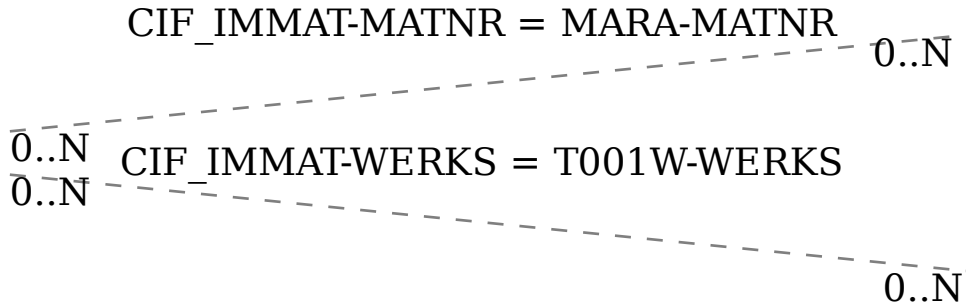 CIF_IMMAT-MATNR = MARA-MATNR
0..N
0..N
CIF_IMMAT-WERKS = T001W-WERKS
0..N
0..N